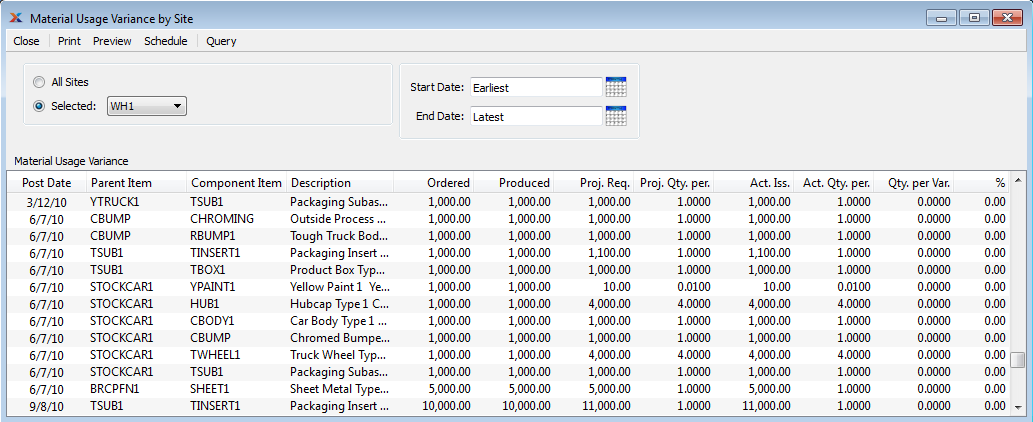 Material Usage Variance by Site
Close Print Preview Schedule Query
All Sites
Selected: WH1
Start Date: Earliest
End Date: Latest
Material Usage Variance
Post Date Parent Item Component Item Description Ordered Produced Proj. Req. Proj. Qty. per. Act. Iss. Act. Qty. per. Qty. per Var. %
3/12/10 YTRUCK1 TSUB1 Packaging Subas... 1,000.00 1,000.00 1,000.00 1.0000 1,000.00 1.0000 0.0000 0.00
6/7/10 CBUMP CHROMING Outside Process ... 1,000.00 1,000.00 1,000.00 1.0000 1,000.00 1.0000 0.0000 0.00
6/7/10 CBUMP RBUMP1 Tough Truck Bod... 1,000.00 1,000.00 1,000.00 1.0000 1,000.00 1.0000 0.0000 0.00
6/7/10 TSUB1 TINSERT1 Packaging Insert ... 1,000.00 1,000.00 1,100.00 1.0000 1,100.00 1.0000 0.0000 0.00
6/7/10 TSUB1 TBOX1 Product Box Typ... 1,000.00 1,000.00 1,000.00 1.0000 1,000.00 1.0000 0.0000 0.00
6/7/10 STOCKCAR1 YPAINT1 Yellow Paint 1 Ye... 1,000.00 1,000.00 10.00 0.0100 10.00 0.0100 0.0000 0.00
6/7/10 STOCKCAR1 HUB1 Hubcap Type 1 C... 1,000.00 1,000.00 4,000.00 4.0000 4,000.00 4.0000 0.0000 0.00
6/7/10 STOCKCAR1 CBODY1 Car Body Type 1 ... 1,000.00 1,000.00 1,000.00 1.0000 1,000.00 1.0000 0.0000 0.00
6/7/10 STOCKCAR1 CBUMP Chromed Bumpe... 1,000.00 1,000.00 1,000.00 1.0000 1,000.00 1.0000 0.0000 0.00
6/7/10 STOCKCAR1 TWHEEL1 Truck Wheel Typ... 1,000.00 1,000.00 4,000.00 4.0000 4,000.00 4.0000 0.0000 0.00
6/7/10 STOCKCAR1 TSUB1 Packaging Subas... 1,000.00 1,000.00 1,000.00 1.0000 1,000.00 1.0000 0.0000 0.00
6/7/10 BRCPFN1 SHEET1 Sheet Metal Type... 5,000.00 5,000.00 5,000.00 1.0000 5,000.00 1.0000 0.0000 0.00
9/8/10 TSUB1 TINSERT1 Packaging Insert ... 10,000.00 10,000.00 11,000.00 1.0000 11,000.00 1.0000 0.0000 0.00